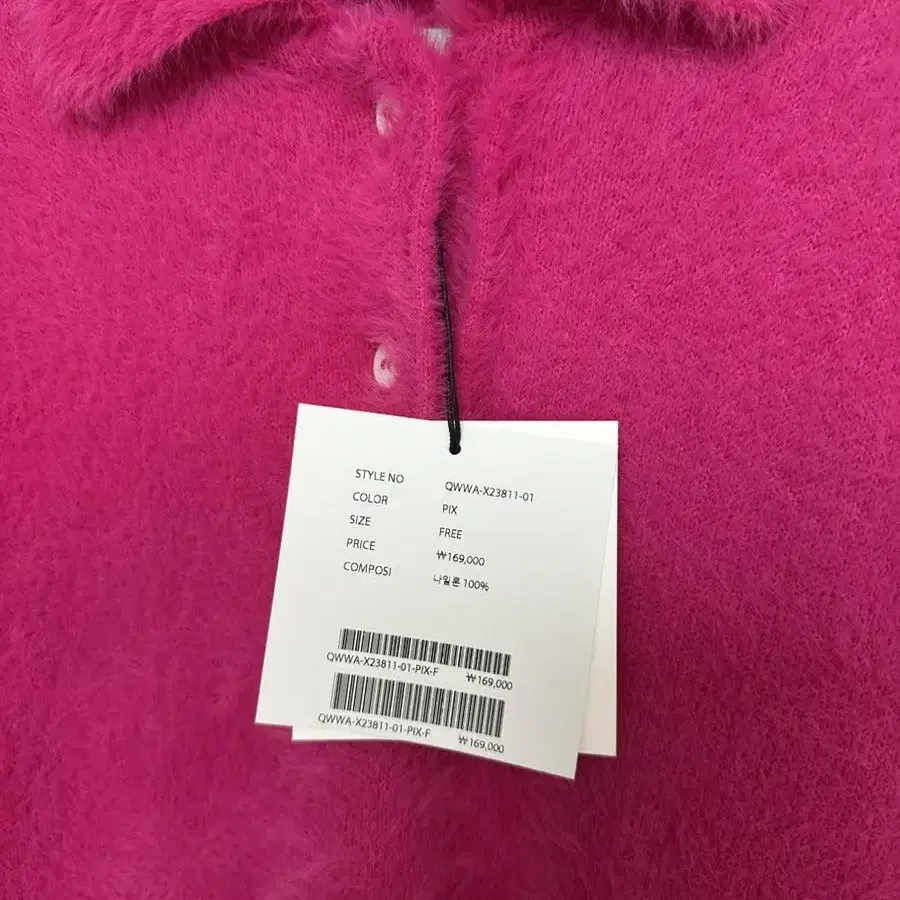 STYLE NO QWWA-X23811-01
COLOR PIX
SIZE FREE
PRICE ₩169,000
COMPOSI 나일론 100%
QWWA-X23811-01-PIX-F ₩169,000
QWWA-X23811-01-PIX-F ₩169,000